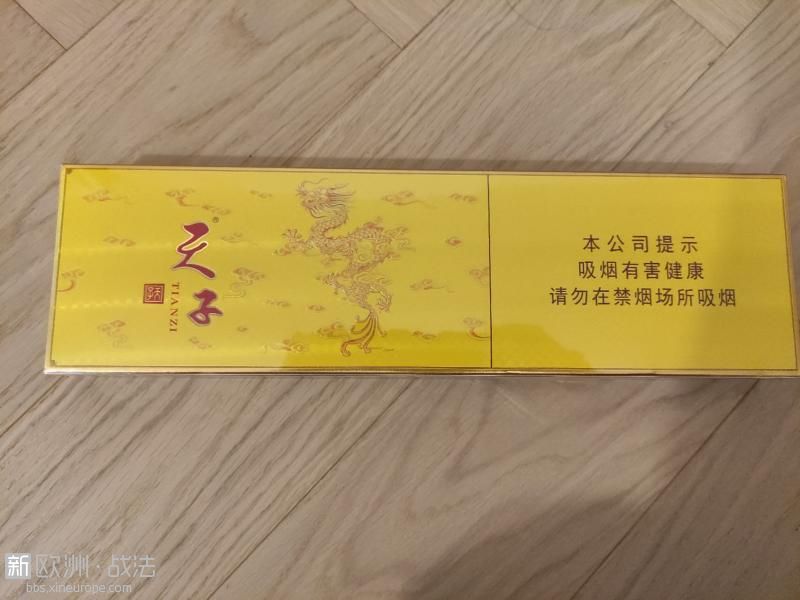 天子®
TIANZI
本公司提示
吸烟有害健康
请勿在禁烟场所吸烟
新欧洲·战法
bbs.xineurope.com